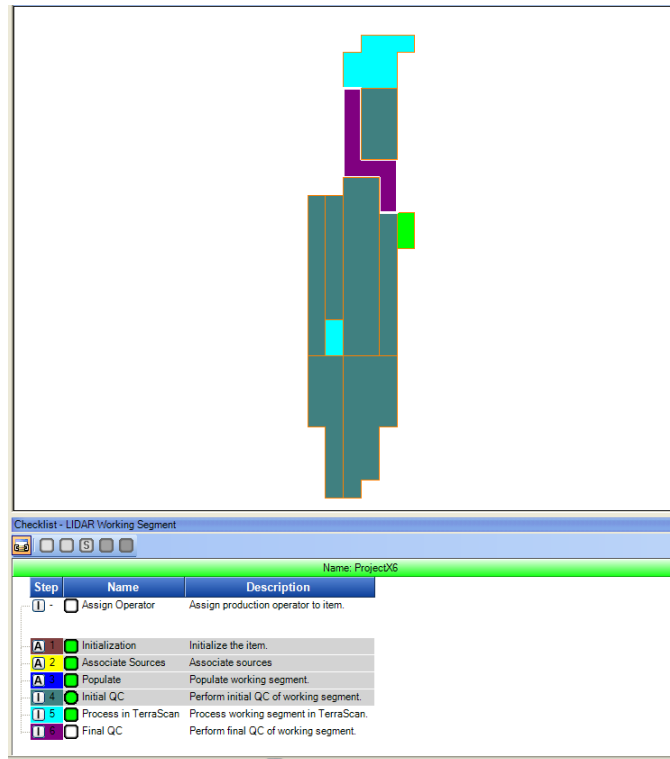 Checklist - LIDAR Working Segment
S
Name: ProjectX6
Step Name Description
I - Assign Operator Assign production operator to item.
A 1 Initialization Initialize the item.
A 2 Associate Sources Associate sources
A 3 Populate Populate working segment.
I 4 Initial QC Perform initial QC of working segment.
I 5 Process in TerraScan Process working segment in TerraScan.
I 6 Final QC Perform final QC of working segment.